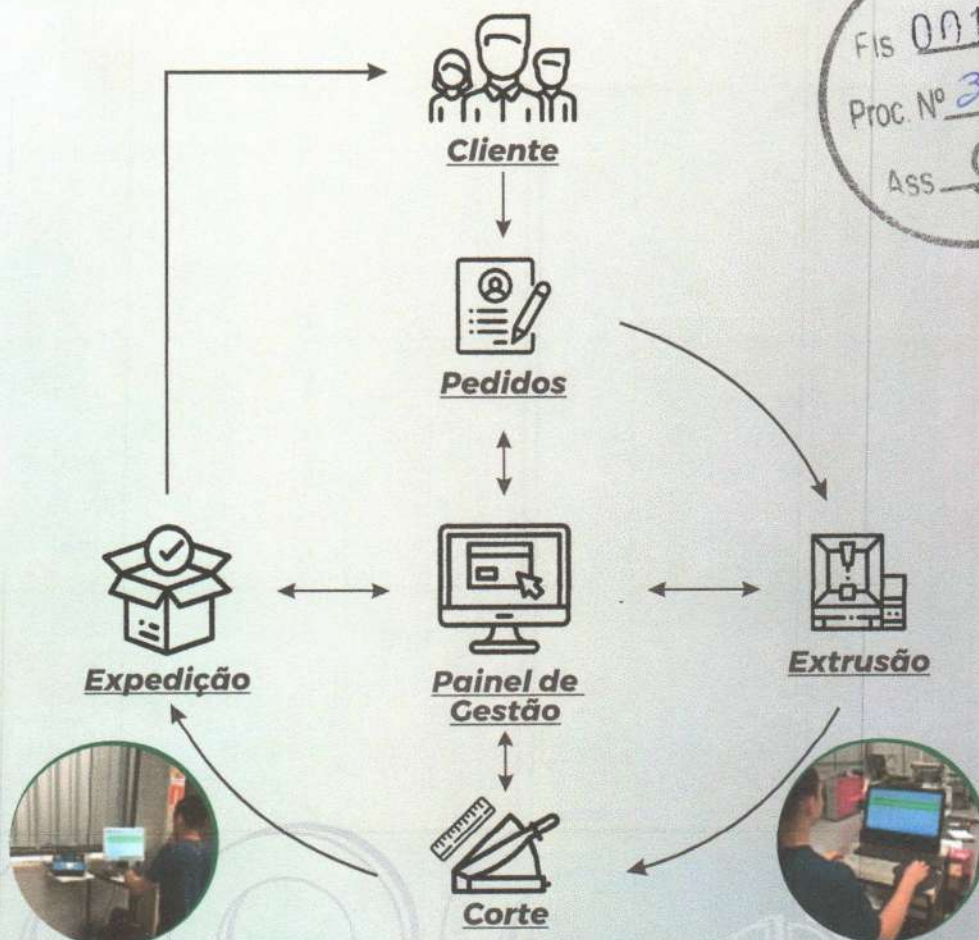 Fls 001
Proc. Nº 3
Ass
Cliente
Pedidos
Expedição
Painel de
Gestão
Extrusão
Corte